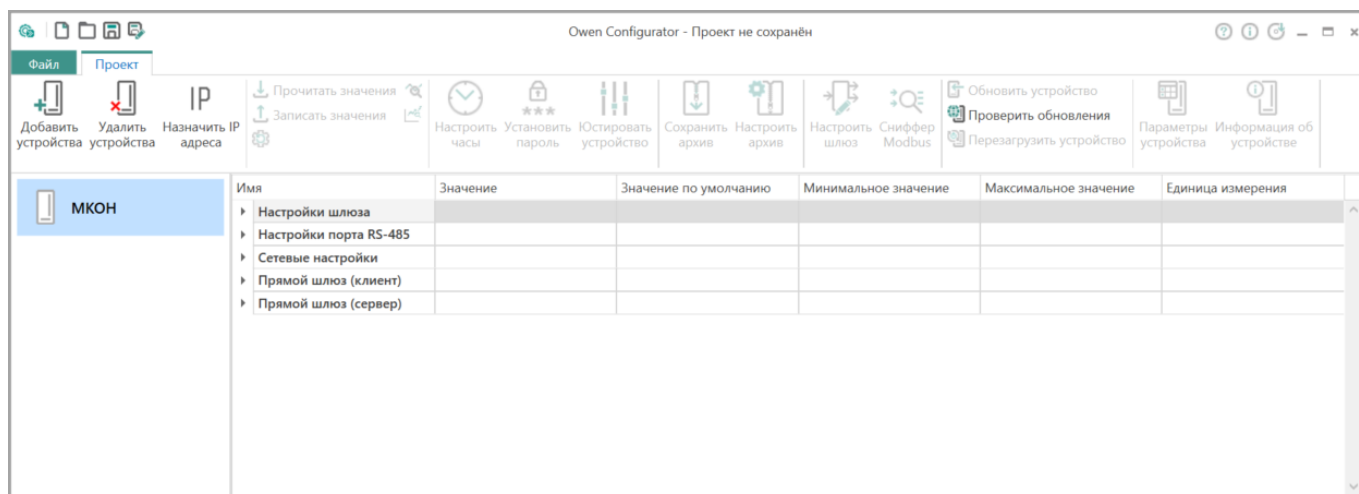 Owen Configurator - Проект не сохранён
Файл Проект
Добавить устройства
Удалить устройства
IP
Назначить IP адреса
Прочитать значения
Записать значения
Настроить часы
Установить пароль
Юстировать устройство
Сохранить архив
Настроить архив
Настроить шлюз
Сниффер Modbus
Обновить устройство
Проверить обновления
Перезагрузить устройство
Параметры устройства
Информация об устройстве
МКОН
Имя Значение Значение по умолчанию Минимальное значение Максимальное значение Единица измерения
Настройки шлюза
Настройки порта RS-485
Сетевые настройки
Прямой шлюз (клиент)
Прямой шлюз (сервер)